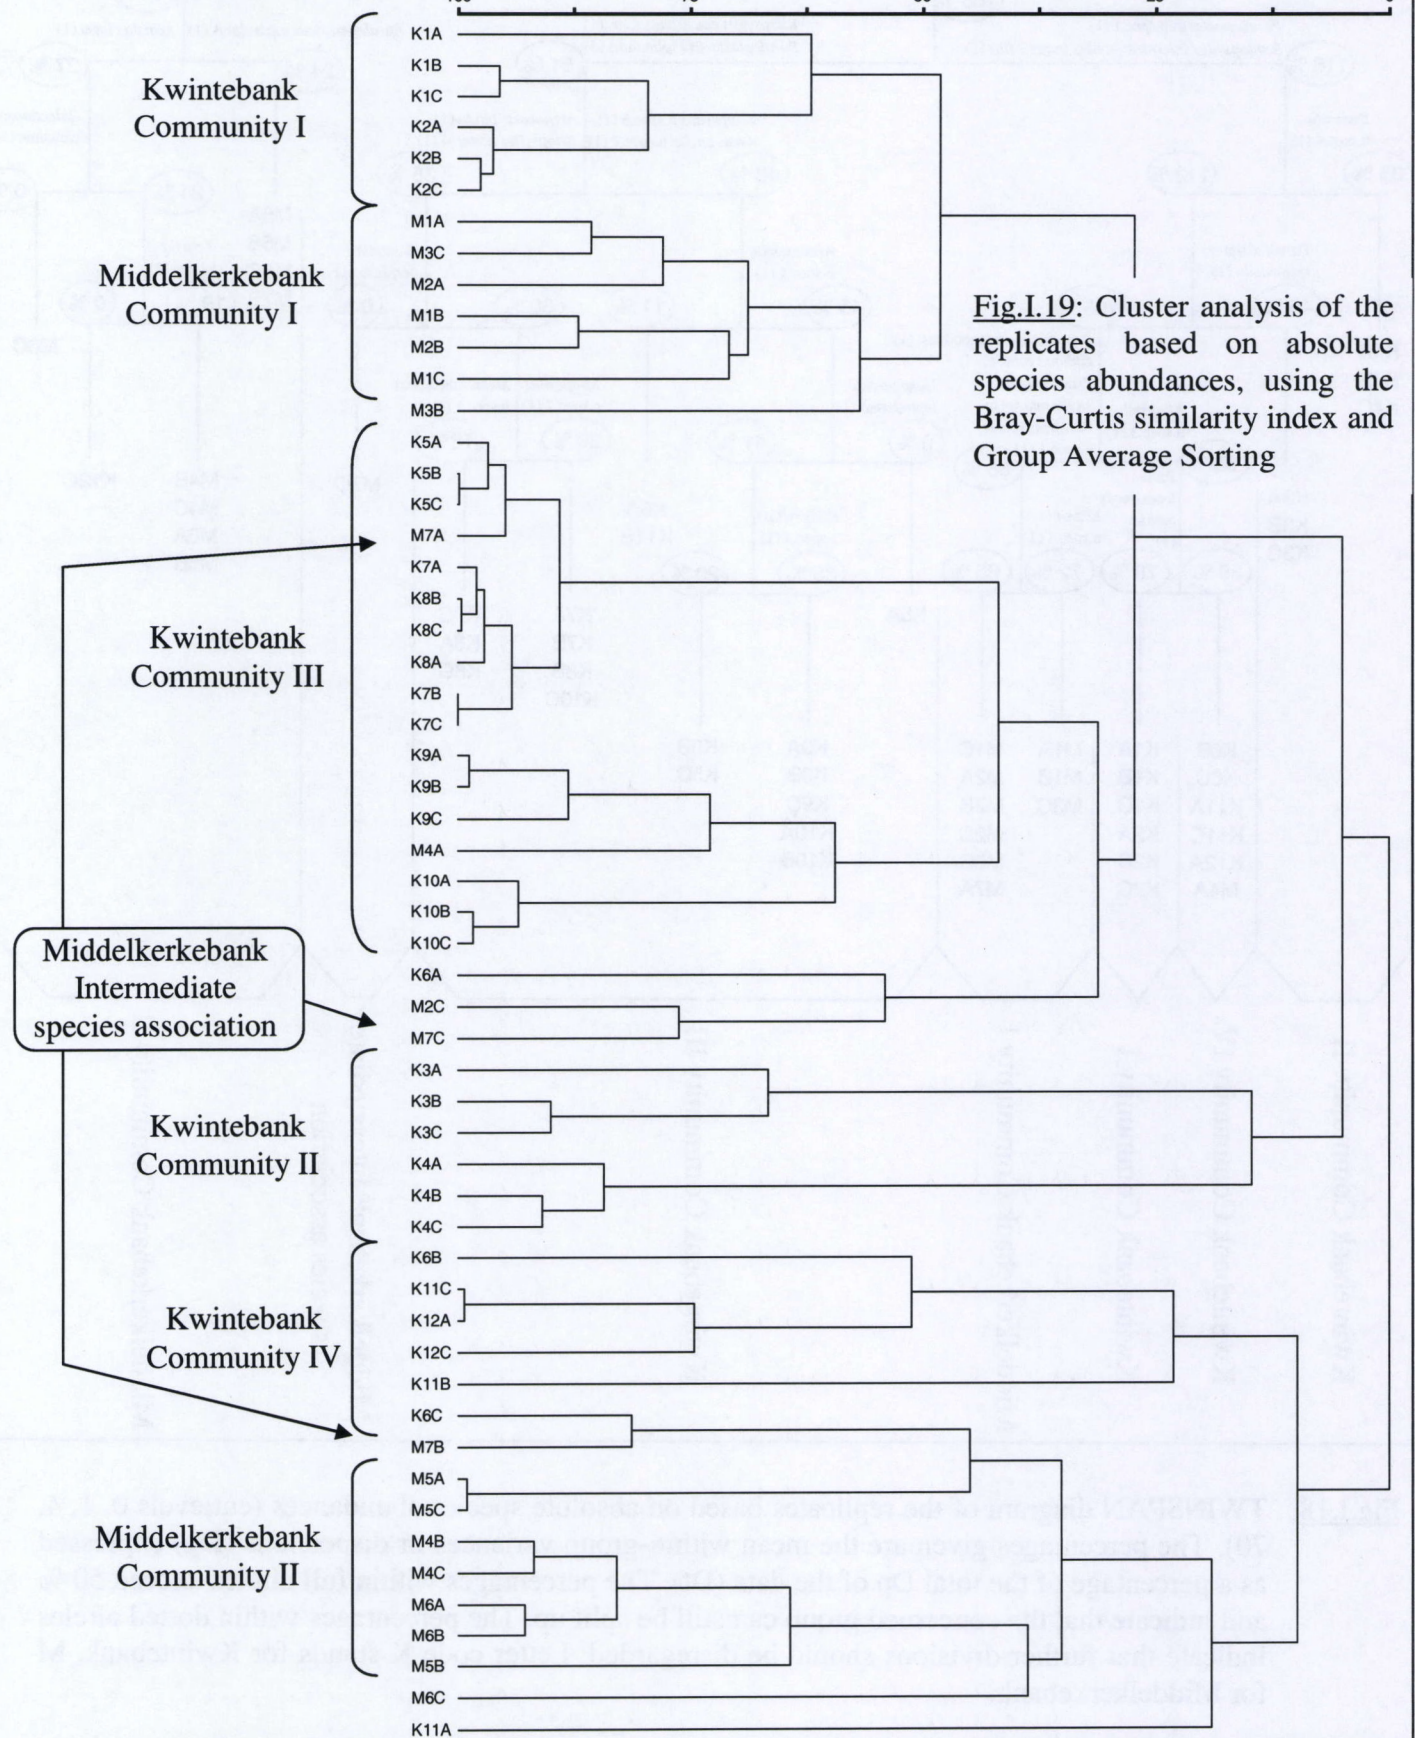 Kwintebank
Community I
Middelkerkebank
Community I
Kwintebank
Community III
Middelkerkebank
Intermediate
species association
Kwintebank
Community II
Kwintebank
Community IV
Middelkerkebank
Community II
K1A
K1B
K1C
K2A
K2B
K2C
M1A
M3C
M2A
M1B
M2B
M1C
M3B
K5A
K5B
K5C
M7A
K7A
K8B
K8C
K8A
K7B
K7C
K9A
K9B
K9C
M4A
K10A
K10B
K10C
K6A
M2C
M7C
K3A
K3B
K3C
K4A
K4B
K4C
K6B
K11C
K12A
K12C
K11B
K6C
M7B
M5A
M5C
M4B
M4C
M6A
M6B
M5B
M6C
K11A
Fig.I.19: Cluster analysis of the
replicates based on absolute
species abundances, using the
Bray-Curtis similarity index and
Group Average Sorting